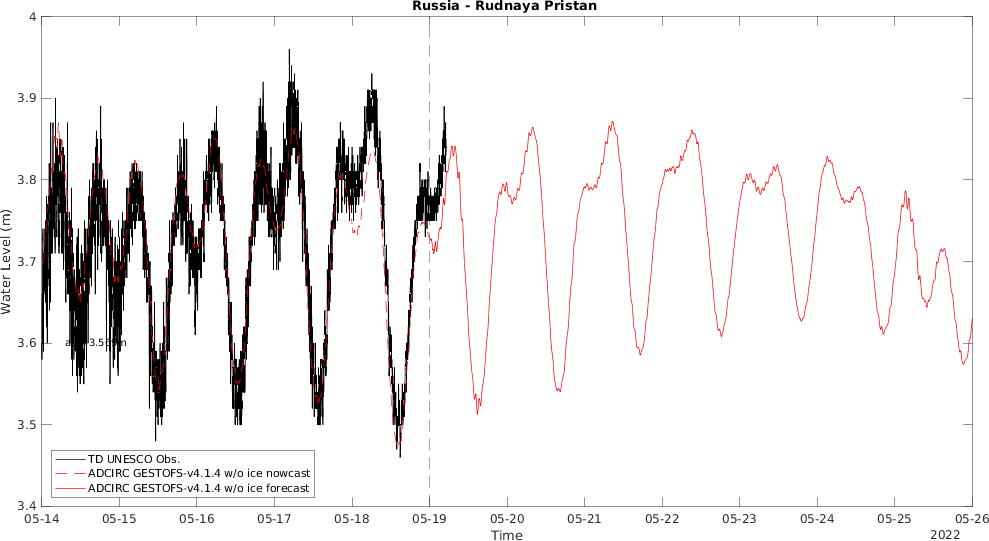 Russia - Rudnaya Pristan
Water Level (m)
4
3.9
3.8
3.7
3.6
3.5
3.4
TD UNESCO Obs.
ADCIRC GESTOFS-v4.1.4 w/o ice nowcast
ADCIRC GESTOFS-v4.1.4 w/o ice forecast
05-14 05-15 05-16 05-17 05-18 05-19 05-20 05-21 05-22 05-23 05-24 05-25 05-26
Time
2022